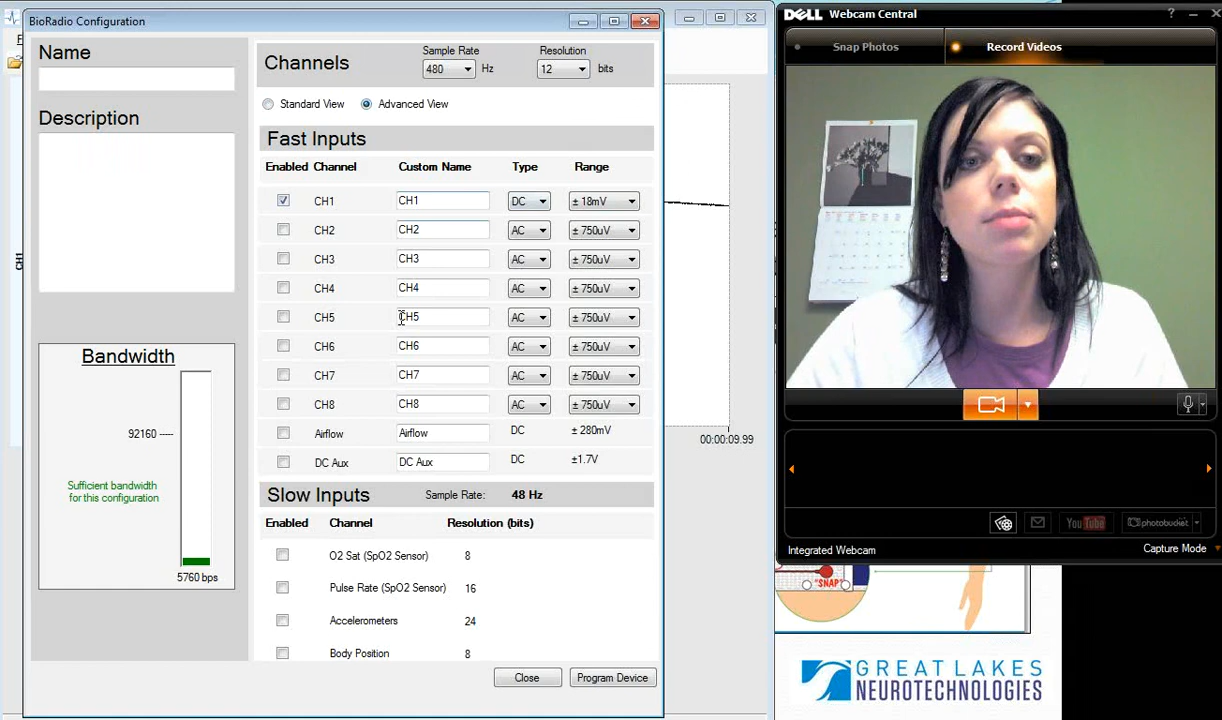 BioRadio Configuration
Name
Description
Bandwidth
92160 ----
Sufficient bandwidth
for this configuration
5760 bps
Channels
Sample Rate
480 Hz
Resolution
12 bits
Standard View Advanced View
Fast Inputs
Enabled Channel Custom Name Type Range
CH1 CH1 DC ± 18mV
CH2 CH2 AC ± 750uV
CH3 CH3 AC ± 750uV
CH4 CH4 AC ± 750uV
CH5 CH5 AC ± 750uV
CH6 CH6 AC ± 750uV
CH7 CH7 AC ± 750uV
CH8 CH8 AC ± 750uV
Airflow Airflow DC ± 280mV
DC Aux DC Aux DC ±1.7V
Slow Inputs Sample Rate: 48 Hz
Enabled Channel Resolution (bits)
O2 Sat (SpO2 Sensor) 8
Pulse Rate (SpO2 Sensor) 16
Accelerometers 24
Body Position 8
Close Program Device
F
CH1
00:00:09.99
DELL Webcam Central
?
Snap Photos Record Videos
YouTube photobucket
Integrated Webcam Capture Mode
"SNAP"
GREAT LAKES
NEUROTECHNOLOGIES